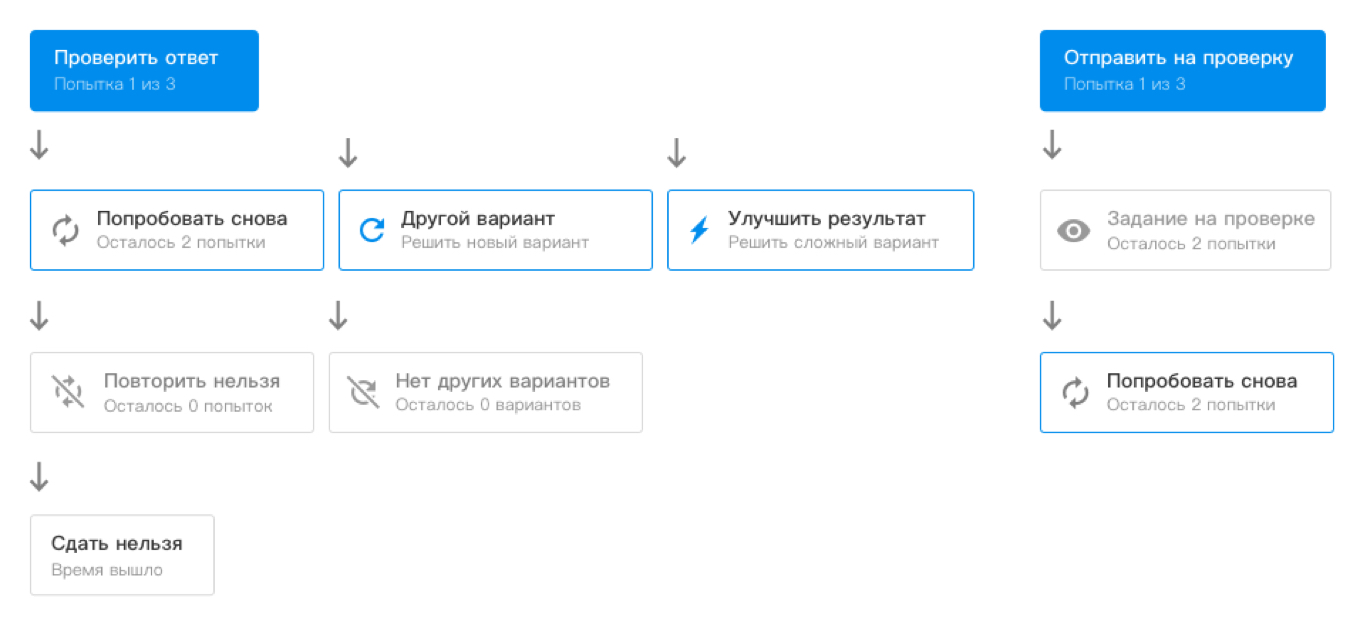 Проверить ответ
Попытка 1 из 3
Отправить на проверку
Попытка 1 из 3
Попробовать снова
Осталось 2 попытки
Другой вариант
Решить новый вариант
Улучшить результат
Решить сложный вариант
Задание на проверке
Осталось 2 попытки
Повторить нельзя
Осталось 0 попыток
Нет других вариантов
Осталось 0 вариантов
Попробовать снова
Осталось 2 попытки
Сдать нельзя
Время вышло